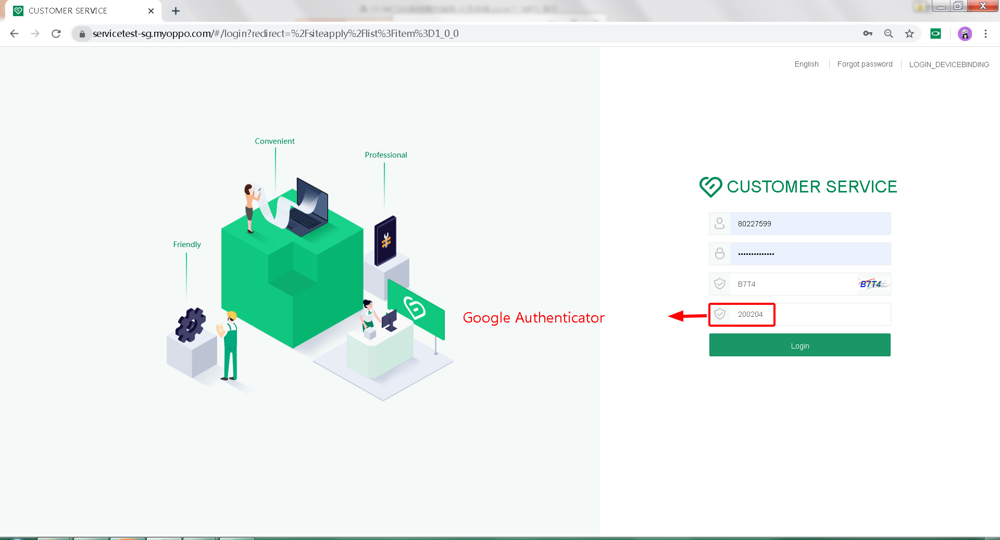 CUSTOMER SERVICE
servicetest-sg.myoppo.com/#/login?redirect=%2Fsiteapply%2Flist%3Fitem%3D1_0_0
English
Forgot password
LOGIN_DEVICEBINDING
Convenient
Professional
Friendly
CUSTOMER SERVICE
80227599
••••••••••••••
B7T4
B7T4
Google Authenticator
200204
Login